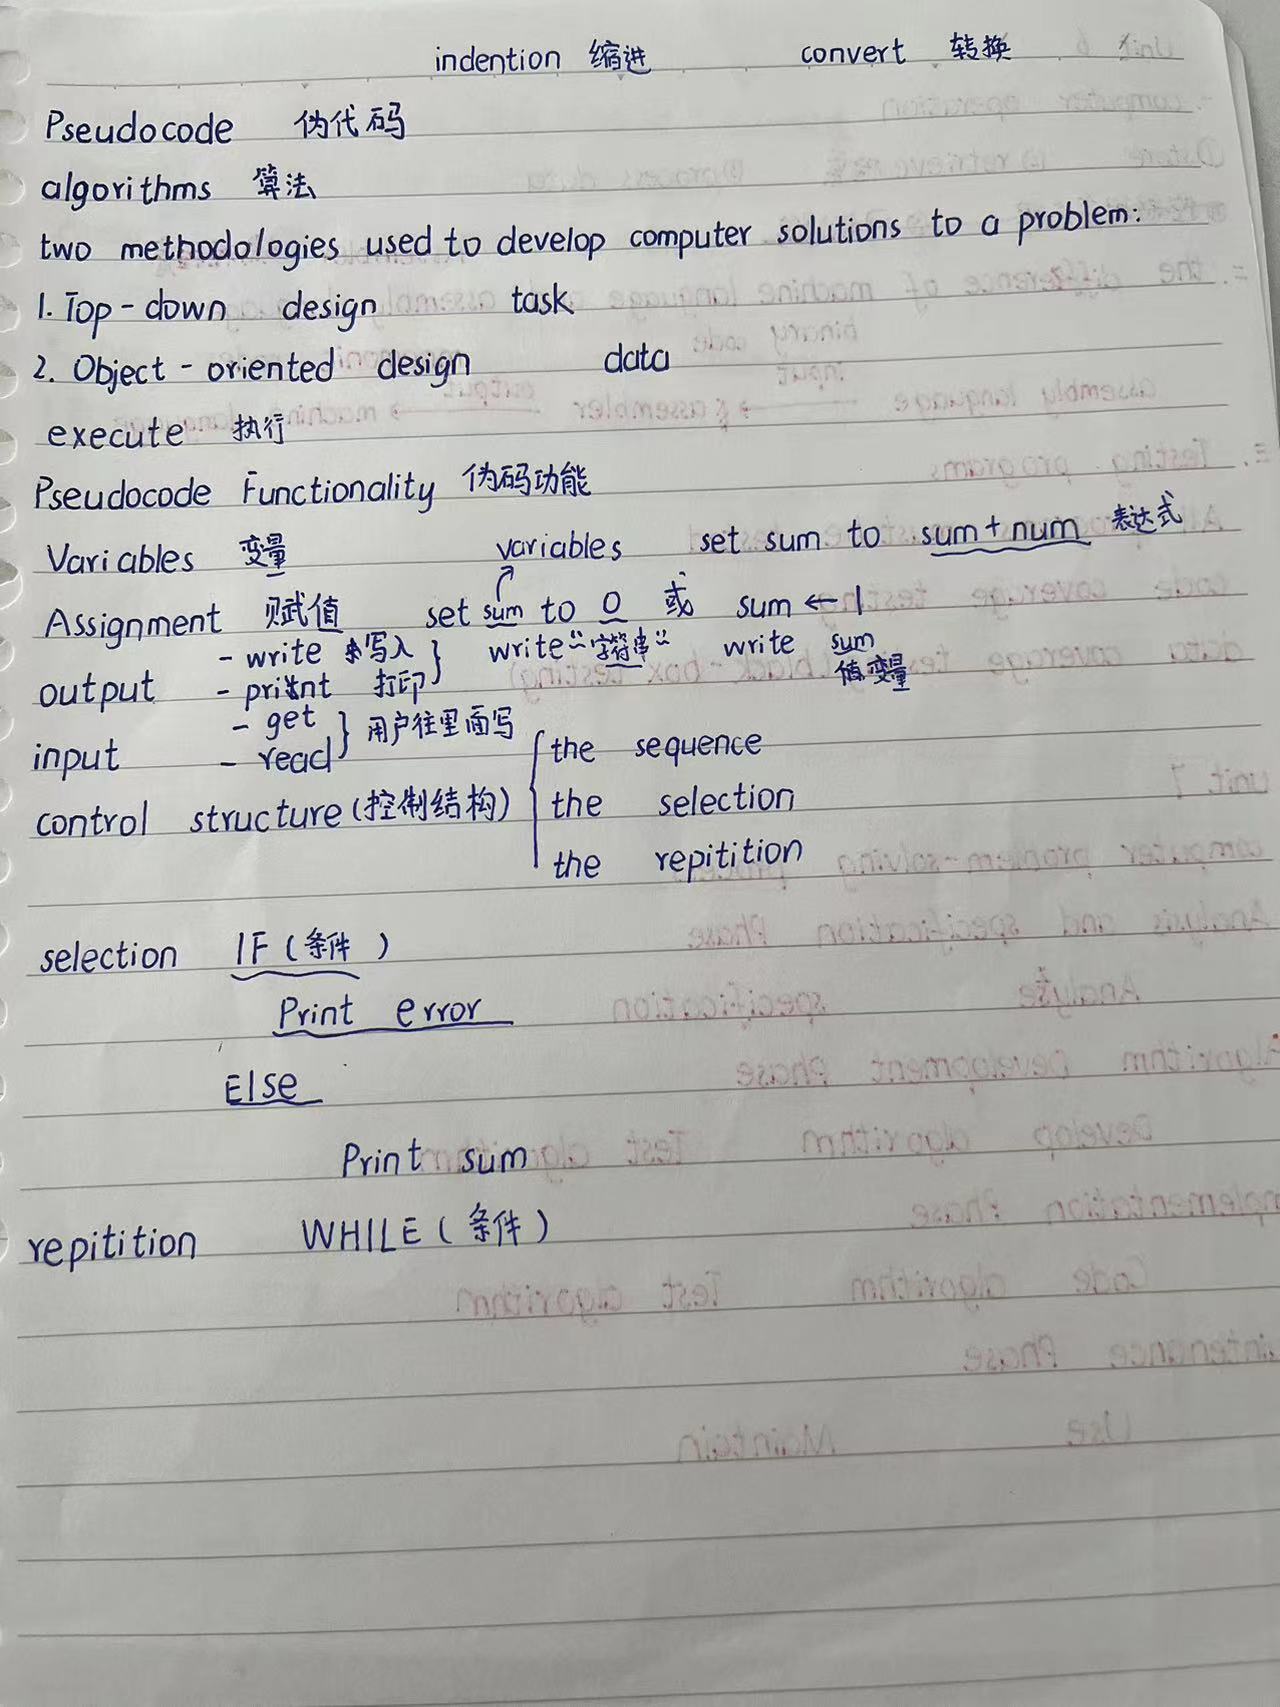 indention 缩进 convert 转换
Pseudocode 伪代码
algorithms 算法
two methodologies used to develop computer solutions to a problem:
1. Top-down design task
2. Object-oriented design data
execute 执行
Pseudocode Functionality 伪码功能
Variables 变量 variables set sum to sum+num 表达式
Assignment 赋值 set sum to 0 或 sum ← 1
- write 写入 write "字符串" write sum
output - print 打印 值变量
- get
input - read 用户往里面写 the sequence
control structure (控制结构) the selection
the repitition
selection IF (条件)
Print error
Else
Print sum
repitition WHILE (条件)